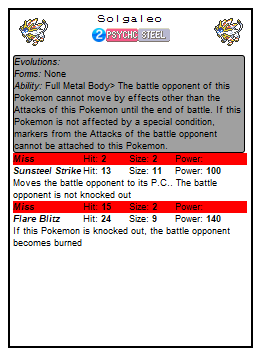 Solgaleo
2 PSYCHC STEEL
Evolutions:
Forms: None
Ability: Full Metal Body> The battle opponent of this
Pokemon cannot move by effects other than the
Attacks of this Pokemon until the end of battle. If this
Pokemon is not affected by a special condition,
markers from the Attacks of the battle opponent
cannot be attached to this Pokemon.
Miss Hit: 2 Size: 2 Power:
Sunsteel Strike Hit: 13 Size: 11 Power: 100
Moves the battle opponent to its P.C.. The battle
opponent is not knocked out
Miss Hit: 15 Size: 2 Power:
Flare Blitz Hit: 24 Size: 9 Power: 140
If this Pokemon is knocked out, the battle opponent
becomes burned